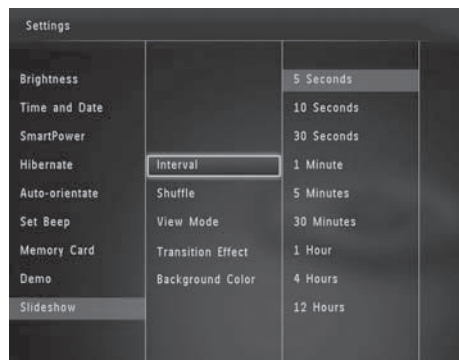 Settings
Brightness
Time and Date
SmartPower
Hibernate
Auto-orientate
Set Beep
Memory Card
Demo
Slideshow
Interval
Shuffle
View Mode
Transition Effect
Background Color
5 Seconds
10 Seconds
30 Seconds
1 Minute
5 Minutes
30 Minutes
1 Hour
4 Hours
12 Hours